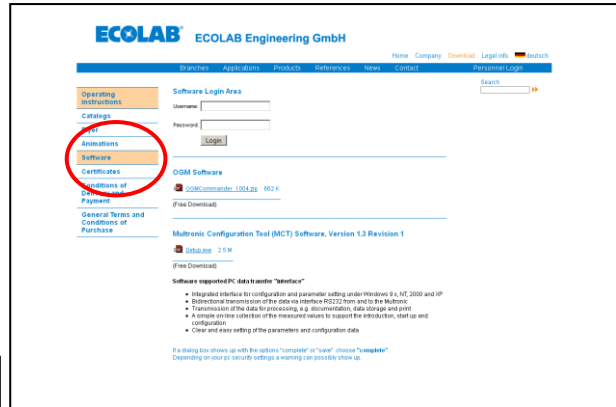 ECOLAB® ECOLAB Engineering GmbH
Home Company Download Legal info deutsch
Branches Applications Products References News Contact Personnel Login
Search
Operating
instructions
Catalogs
Flyer
Animations
Software
Certificates
Conditions of
Delivery and
Payment
General Terms and
Conditions of
Purchase
Software Login Area
Username
Password
Login
OGM Software
OGMCommander_1004.zip 862 K
(Free Download)
Multronic Configuration Tool (MCT) Software, Version 1.3 Revision 1
Setup.exe 2.5 M
(Free Download)
Software supported PC data transfer "Interface"
• Integrated interface for configuration and parameter setting under Windows 9.x, NT, 2000 and XP
• Bidirectional transmission of the data via interface RS232 from and to the Multronic
• Transmission of the data for processing, e.g. documentation, data storage and print
• A simple on-line collection of the measured values to support the introduction, start up and
configuration
• Clear and easy setting of the parameters and configuration data
If a dialog box shows up with the options "complete" or "save" choose "complete".
Depending on your pc security settings a warning can possibly show up.